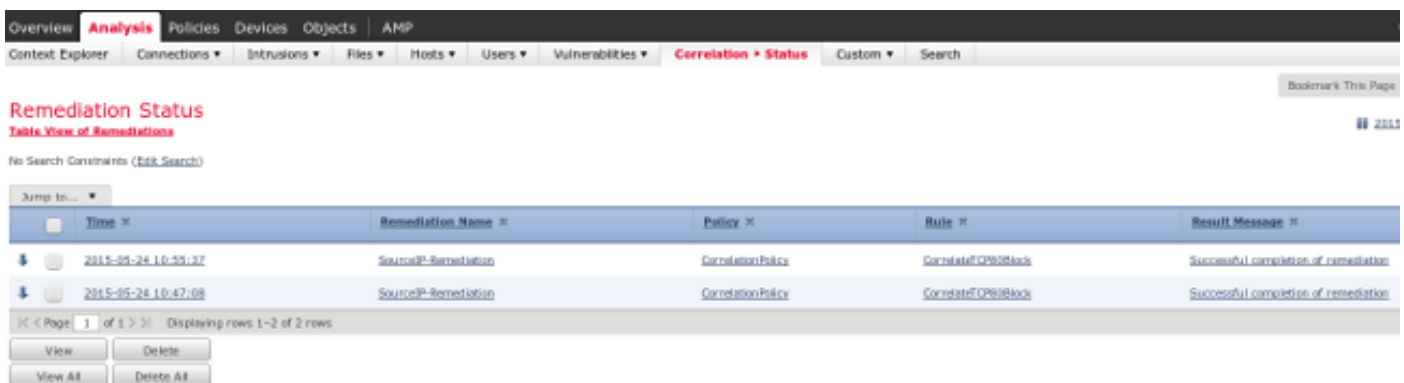 Overview Analysis Policies Devices Objects AMP
Context Explorer Connections ▾ Intrusions ▾ Files ▾ Hosts ▾ Users ▾ Vulnerabilities ▾ Correlation ▸ Status Custom ▾ Search
Bookmark This Page
Remediation Status
Table View of Remediations
2015
No Search Constraints (Edit Search)
Jump to... ▾
Time × Remediation Name × Policy × Rule × Result Message ×
2015-05-24 10:55:37 SourceIP-Remediation CorrelationPolicy CorrelateTCP80Block Successful completion of remediation
2015-05-24 10:47:08 SourceIP-Remediation CorrelationPolicy CorrelateTCP80Block Successful completion of remediation
|< < Page 1 of 1 > >| Displaying rows 1–2 of 2 rows
View Delete
View All Delete All